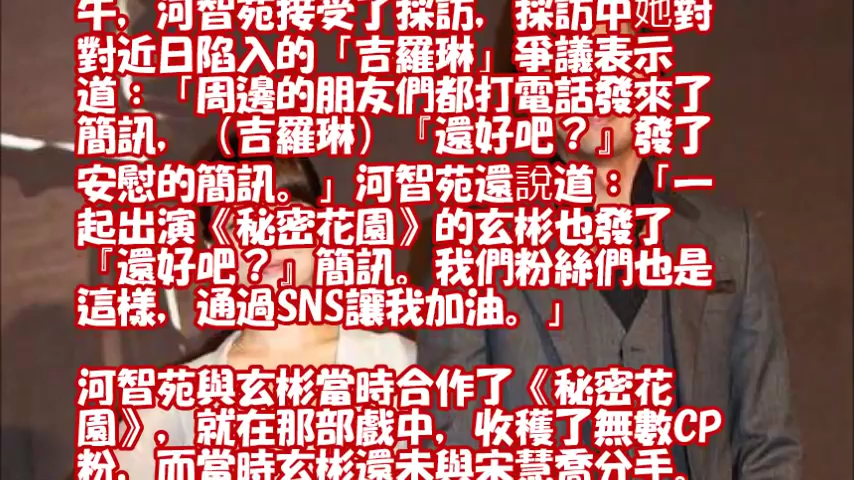 午，河智苑接受了採訪，採訪中她對
對近日陷入的「吉羅琳」爭議表示
道：「周邊的朋友們都打電話發來了
簡訊，（吉羅琳）『還好吧？』發了
安慰的簡訊。」河智苑還說道：「一
起出演《秘密花園》的玄彬也發了
『還好吧？』簡訊。我們粉絲們也是
這樣，通過SNS讓我加油。」
河智苑與玄彬當時合作了《秘密花
園》，就在那部戲中，收穫了無數CP
粉，而當時玄彬還未與宋慧喬分手。